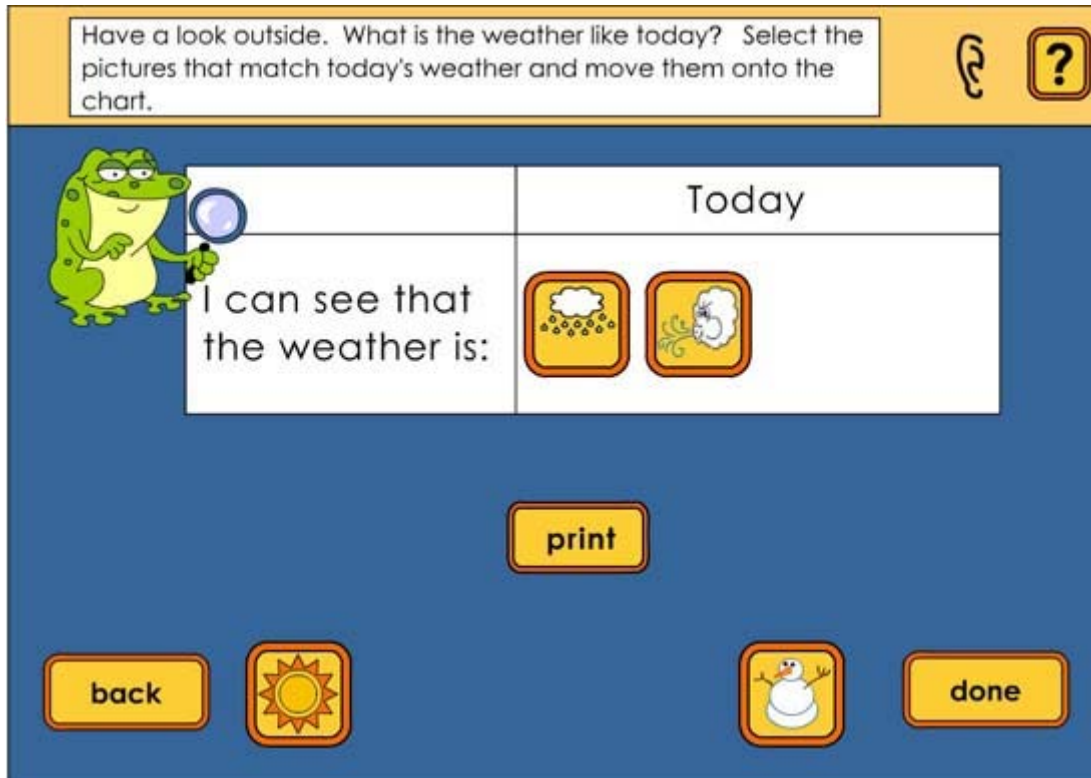 Have a look outside.  What is the weather like today?   Select the
pictures that match today's weather and move them onto the
chart.
?
Today
I can see that
the weather is:
print
back
done